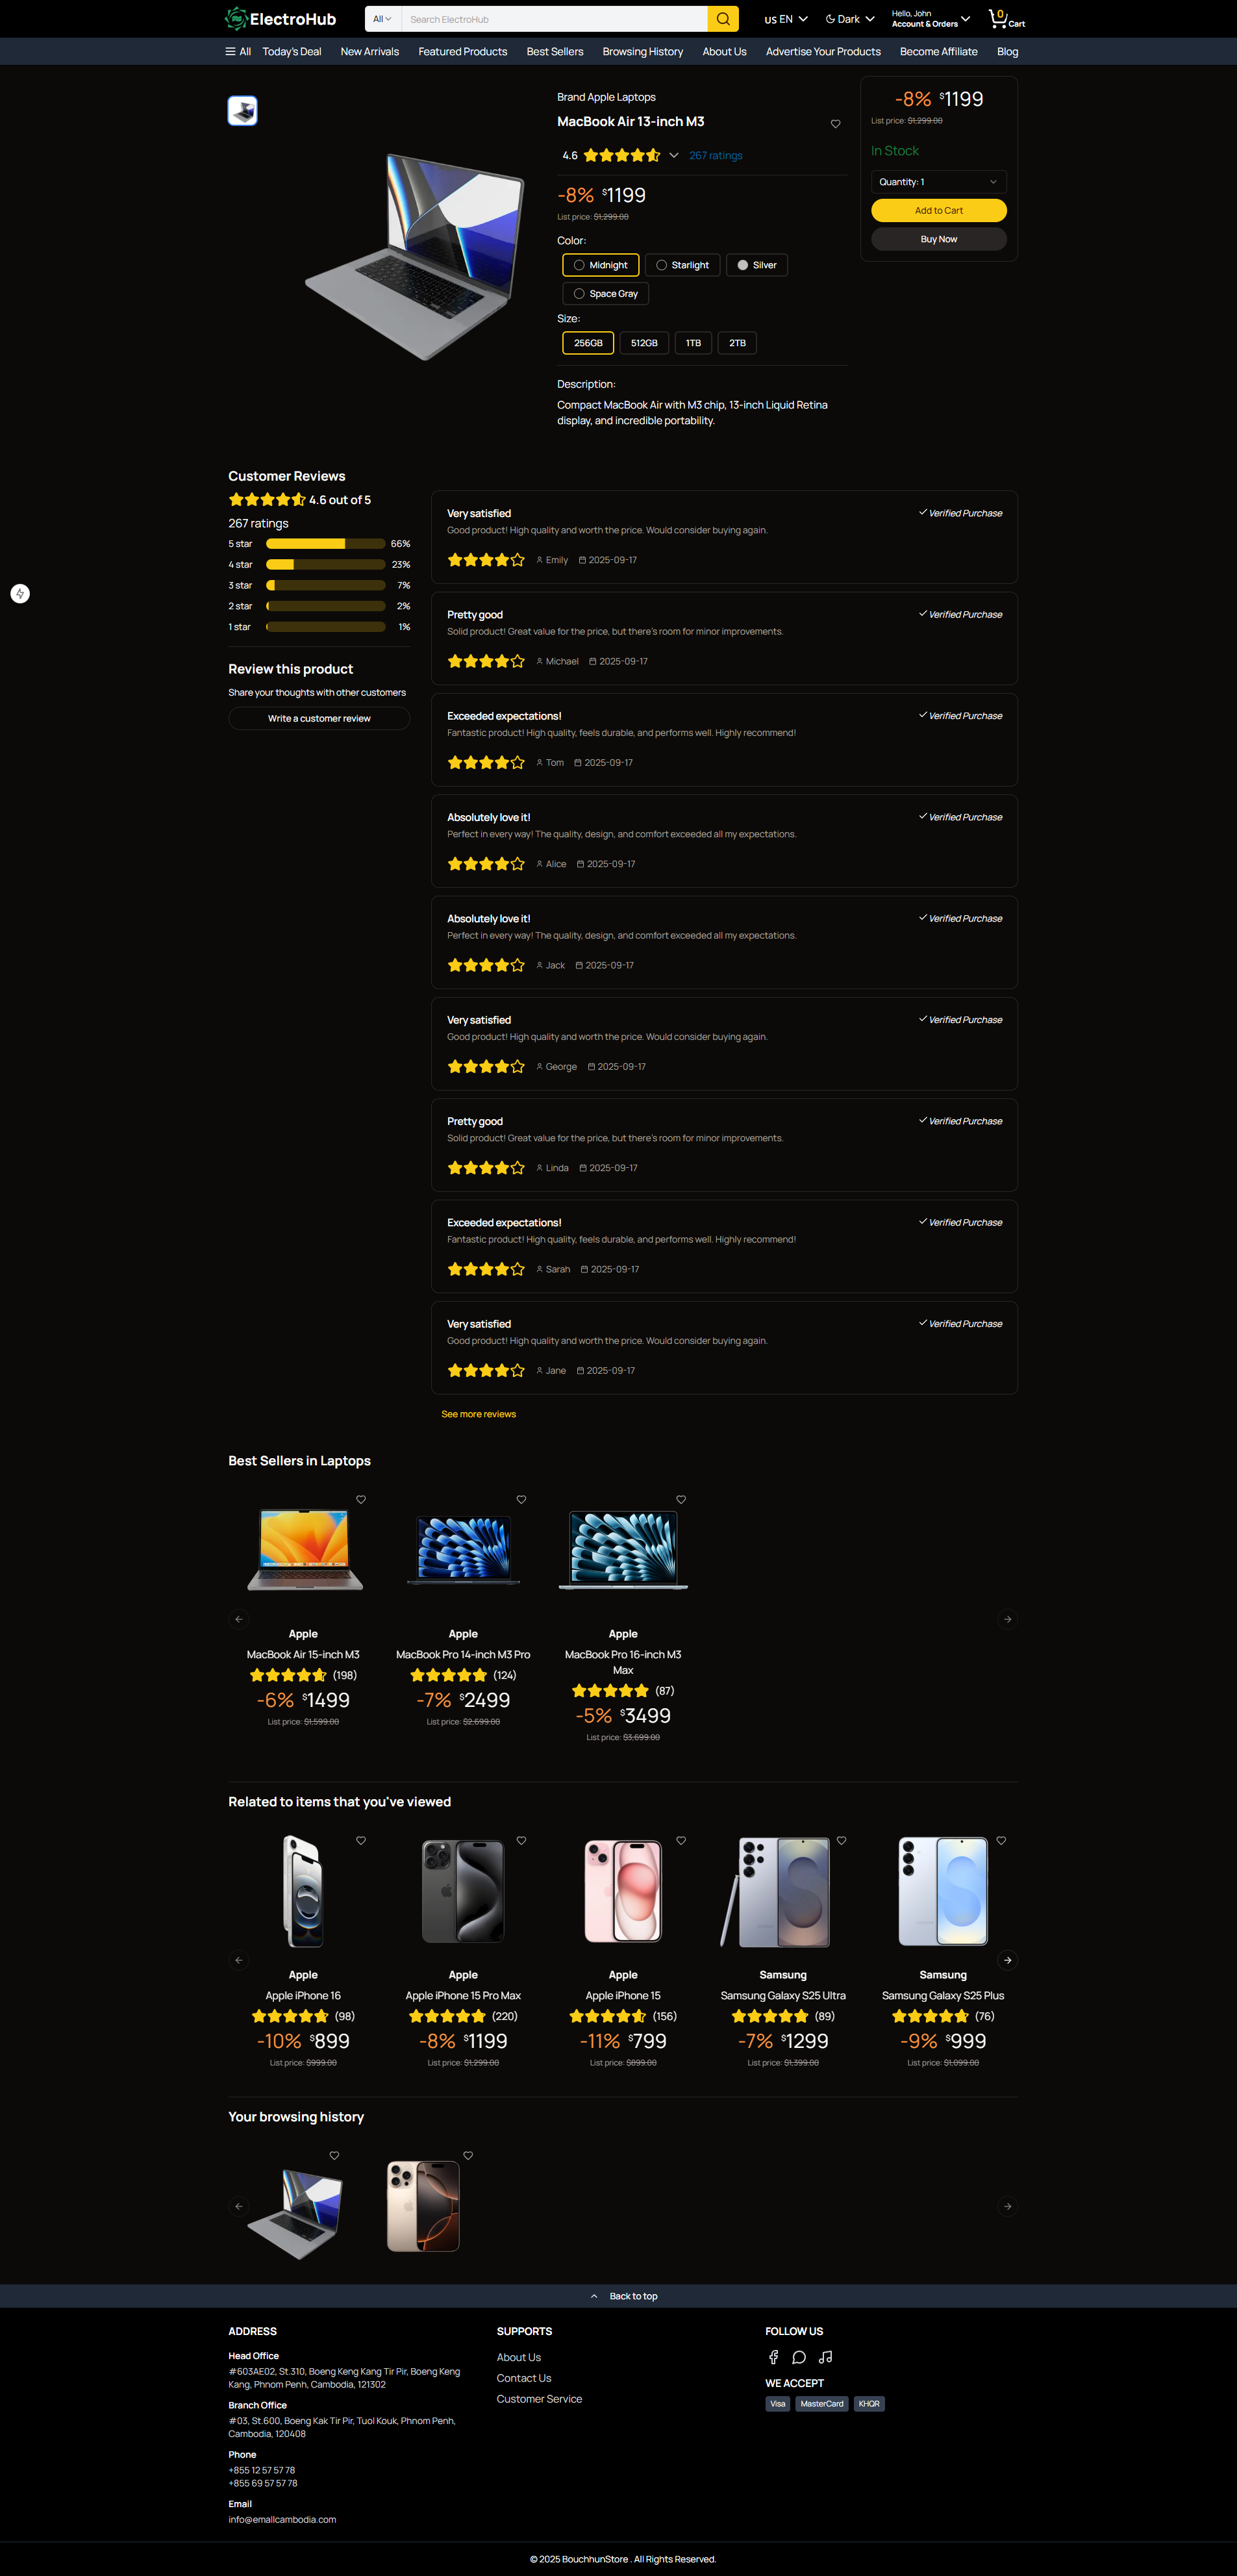 ElectroHub
All
Search ElectroHub
US EN
Dark
Hello, John
Account & Orders
0
Cart
All Today's Deal New Arrivals Featured Products Best Sellers Browsing History About Us Advertise Your Products Become Affiliate Blog
Brand Apple Laptops
MacBook Air 13-inch M3
4.6 267 ratings
-8% $1199
List price: $1,299.00
Color:
Midnight Starlight Silver
Space Gray
Size:
256GB 512GB 1TB 2TB
Description:
Compact MacBook Air with M3 chip, 13-inch Liquid Retina
display, and incredible portability.
-8% $1199
List price: $1,299.00
In Stock
Quantity: 1
Add to Cart
Buy Now
Customer Reviews
4.6 out of 5
267 ratings
5 star 66%
4 star 23%
3 star 7%
2 star 2%
1 star 1%
Review this product
Share your thoughts with other customers
Write a customer review
Very satisfied Verified Purchase
Good product! High quality and worth the price. Would consider buying again.
Emily 2025-09-17
Pretty good Verified Purchase
Solid product! Great value for the price, but there's room for minor improvements.
Michael 2025-09-17
Exceeded expectations! Verified Purchase
Fantastic product! High quality, feels durable, and performs well. Highly recommend!
Tom 2025-09-17
Absolutely love it! Verified Purchase
Perfect in every way! The quality, design, and comfort exceeded all my expectations.
Alice 2025-09-17
Absolutely love it! Verified Purchase
Perfect in every way! The quality, design, and comfort exceeded all my expectations.
Jack 2025-09-17
Very satisfied Verified Purchase
Good product! High quality and worth the price. Would consider buying again.
George 2025-09-17
Pretty good Verified Purchase
Solid product! Great value for the price, but there's room for minor improvements.
Linda 2025-09-17
Exceeded expectations! Verified Purchase
Fantastic product! High quality, feels durable, and performs well. Highly recommend!
Sarah 2025-09-17
Very satisfied Verified Purchase
Good product! High quality and worth the price. Would consider buying again.
Jane 2025-09-17
See more reviews
Best Sellers in Laptops
Apple
MacBook Air 15-inch M3
(198)
-6% $1499
List price: $1,599.00
Apple
MacBook Pro 14-inch M3 Pro
(124)
-7% $2499
List price: $2,699.00
Apple
MacBook Pro 16-inch M3
Max
(87)
-5% $3499
List price: $3,699.00
Related to items that you've viewed
Apple
Apple iPhone 16
(98)
-10% $899
List price: $999.00
Apple
Apple iPhone 15 Pro Max
(220)
-8% $1199
List price: $1,299.00
Apple
Apple iPhone 15
(156)
-11% $799
List price: $899.00
Samsung
Samsung Galaxy S25 Ultra
(89)
-7% $1299
List price: $1,399.00
Samsung
Samsung Galaxy S25 Plus
(76)
-9% $999
List price: $1,099.00
Your browsing history
Back to top
ADDRESS
Head Office
#603AE02, St.310, Boeng Keng Kang Tir Pir, Boeng Keng
Kang, Phnom Penh, Cambodia, 121302
Branch Office
#03, St.600, Boeng Kak Tir Pir, Tuol Kouk, Phnom Penh,
Cambodia, 120408
Phone
+855 12 57 57 78
+855 69 57 57 78
Email
info@emallcambodia.com
SUPPORTS
About Us
Contact Us
Customer Service
FOLLOW US
WE ACCEPT
Visa MasterCard KHQR
© 2025 BouchhunStore . All Rights Reserved.